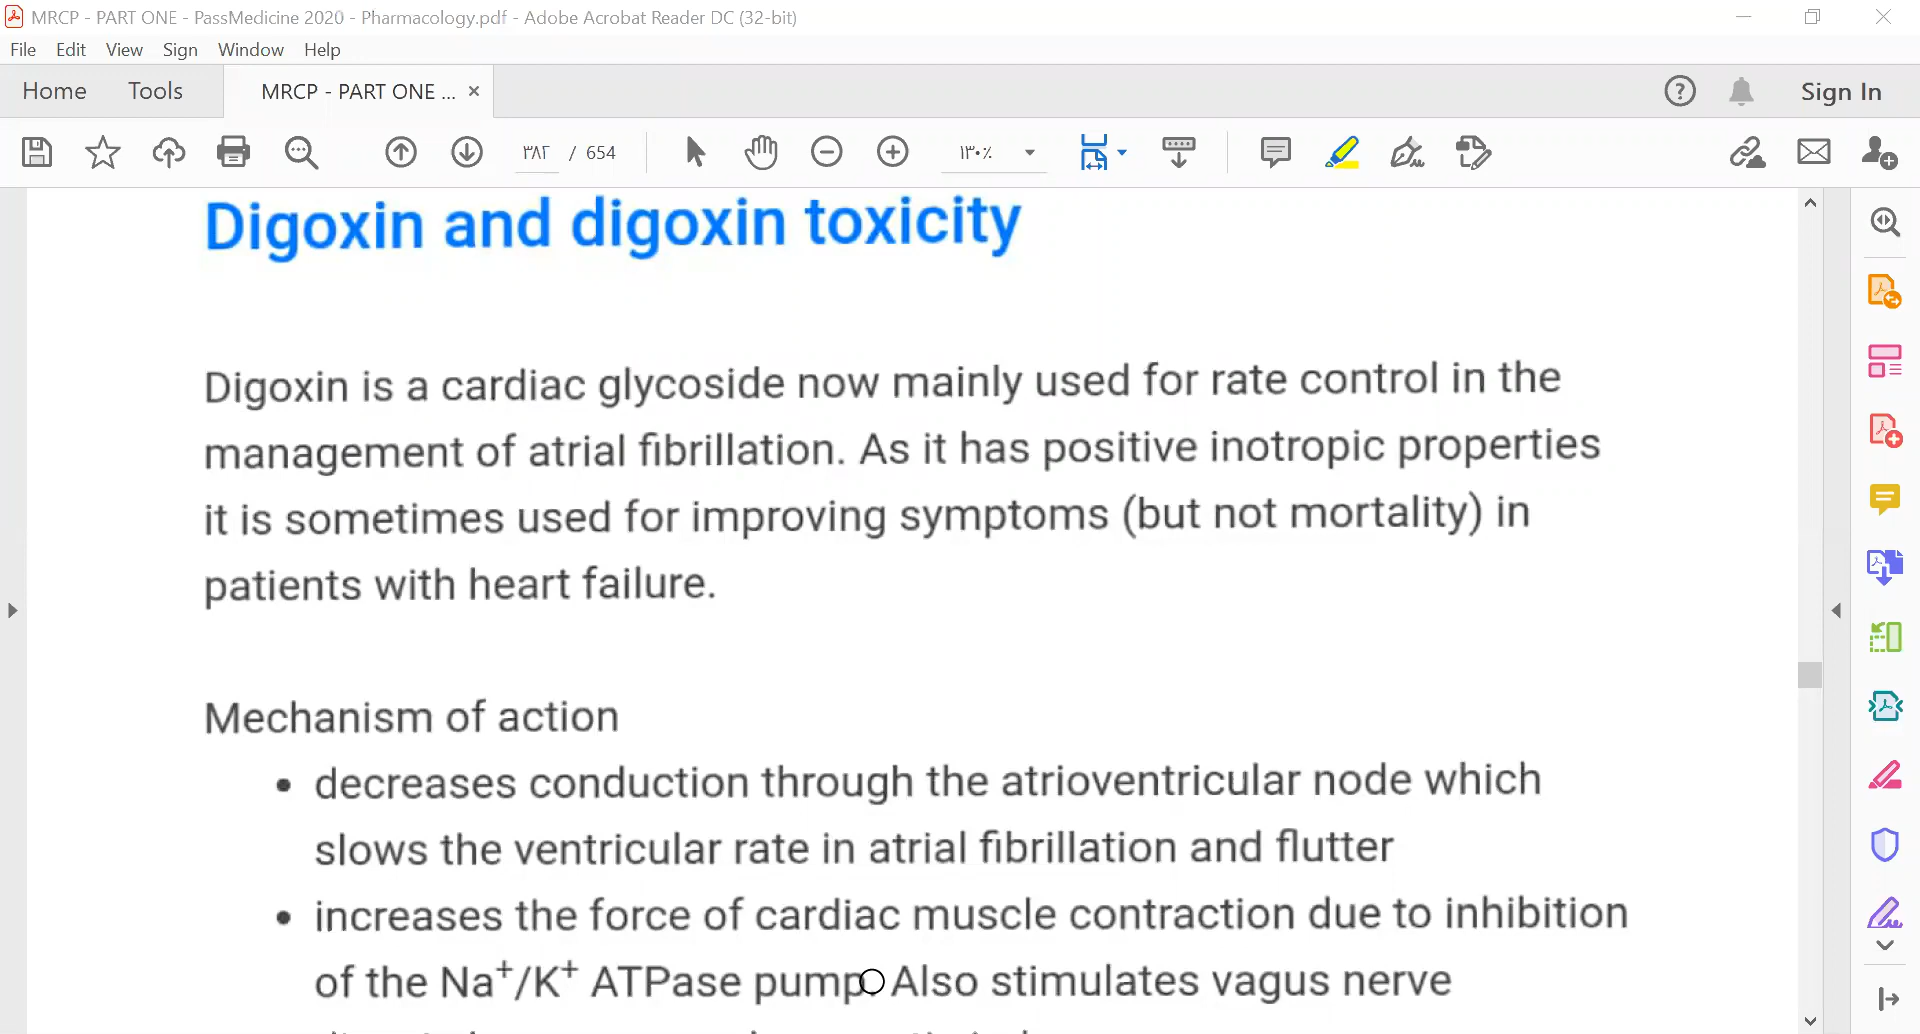 MRCP - PART ONE - PassMedicine 2020 - Pharmacology.pdf - Adobe Acrobat Reader DC (32-bit)
File Edit View Sign Window Help
Home Tools MRCP - PART ONE ... × Sign In
٣٨٢ / 654 ١٣٠٪
Digoxin and digoxin toxicity
Digoxin is a cardiac glycoside now mainly used for rate control in the
management of atrial fibrillation. As it has positive inotropic properties
it is sometimes used for improving symptoms (but not mortality) in
patients with heart failure.
Mechanism of action
• decreases conduction through the atrioventricular node which
slows the ventricular rate in atrial fibrillation and flutter
• increases the force of cardiac muscle contraction due to inhibition
of the Na⁺/K⁺ ATPase pump. Also stimulates vagus nerve